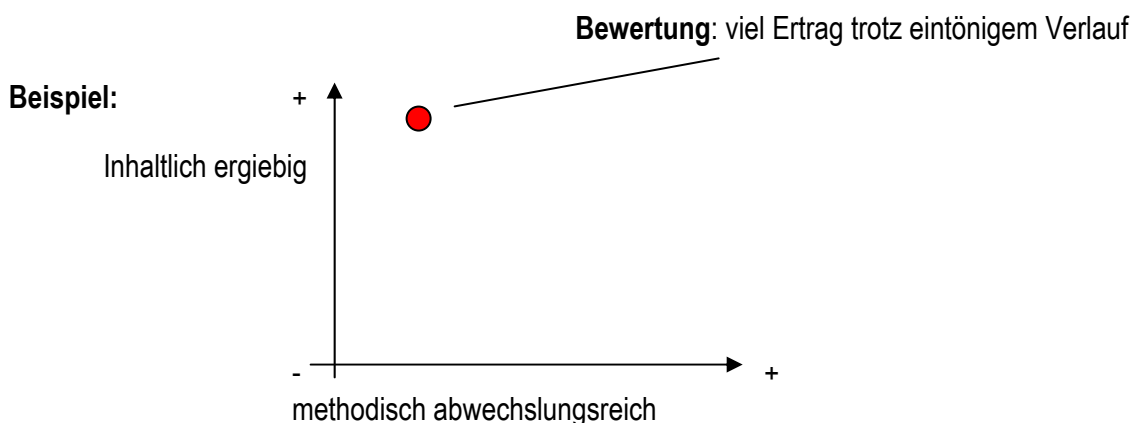 Bewertung: viel Ertrag trotz eintönigem Verlauf
Beispiel:
+
Inhaltlich ergiebig
-
+
methodisch abwechslungsreich